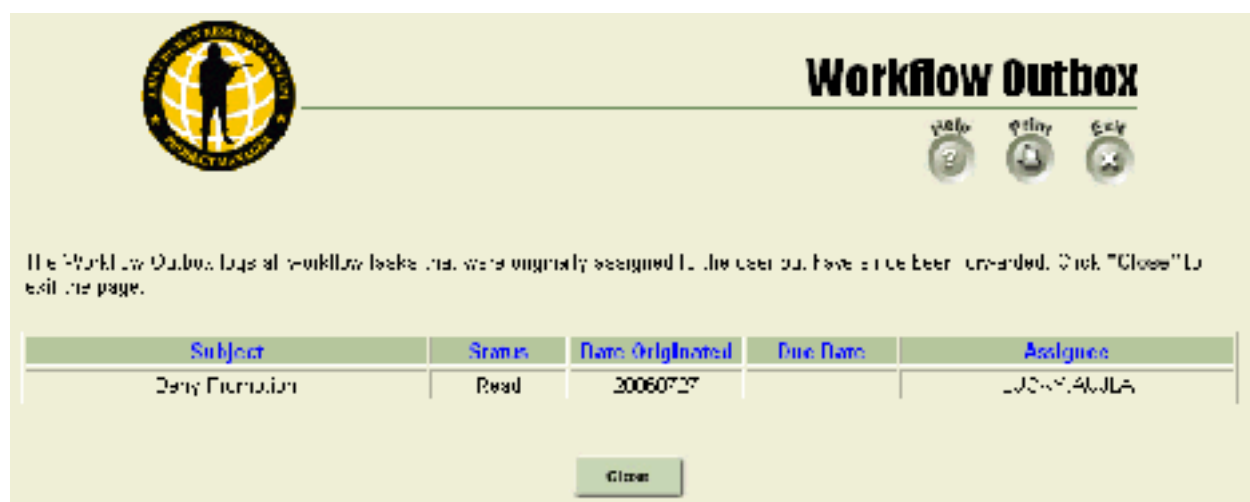 Workflow Outbox
Help Print Exit
The Workflow Outbox logs all workflow tasks that were originally assigned to the user but have since been forwarded. Click "Close" to
exit the page.
Subject Status Date Originated Due Date Assignee
Deny Promotion Read 20060727
Close